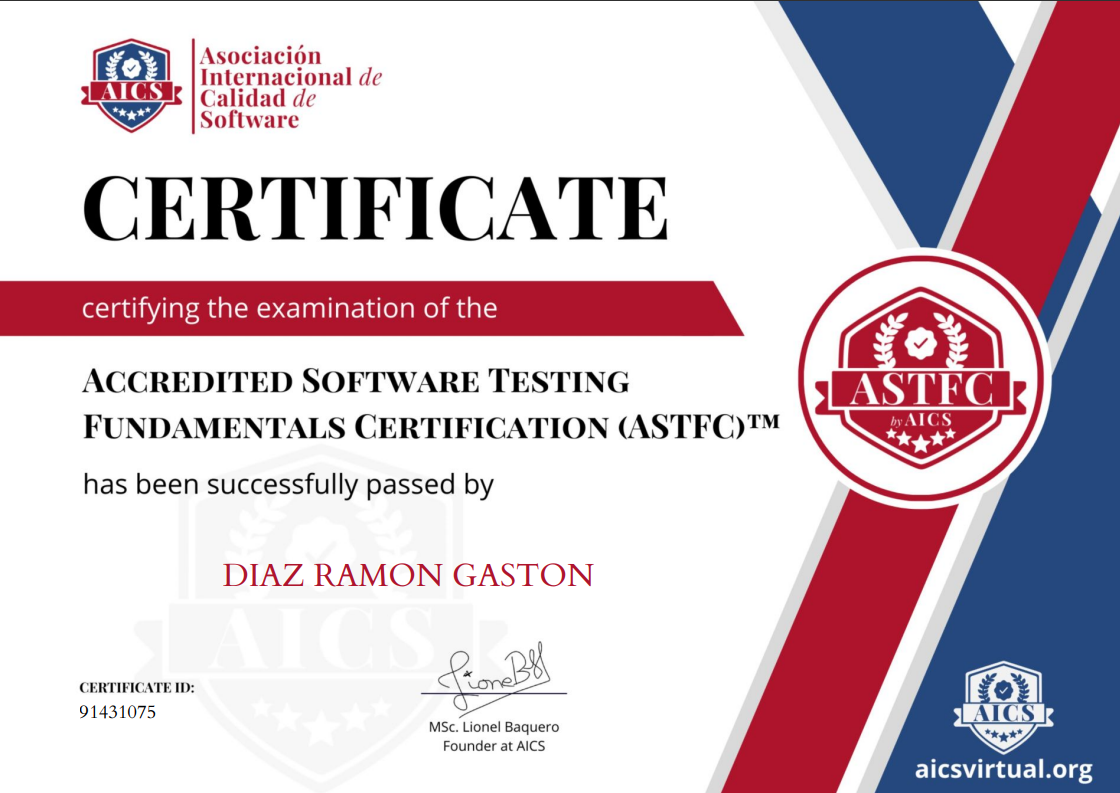 AICS
Asociación
Internacional de
Calidad de
Software
CERTIFICATE
certifying the examination of the
ACCREDITED SOFTWARE TESTING
FUNDAMENTALS CERTIFICATION (ASTFC)™
has been successfully passed by
ASTFC
by AICS
DIAZ RAMON GASTON
AICS
CERTIFICATE ID:
91431075
LioneBll
MSc. Lionel Baquero
Founder at AICS
AICS
aicsvirtual.org